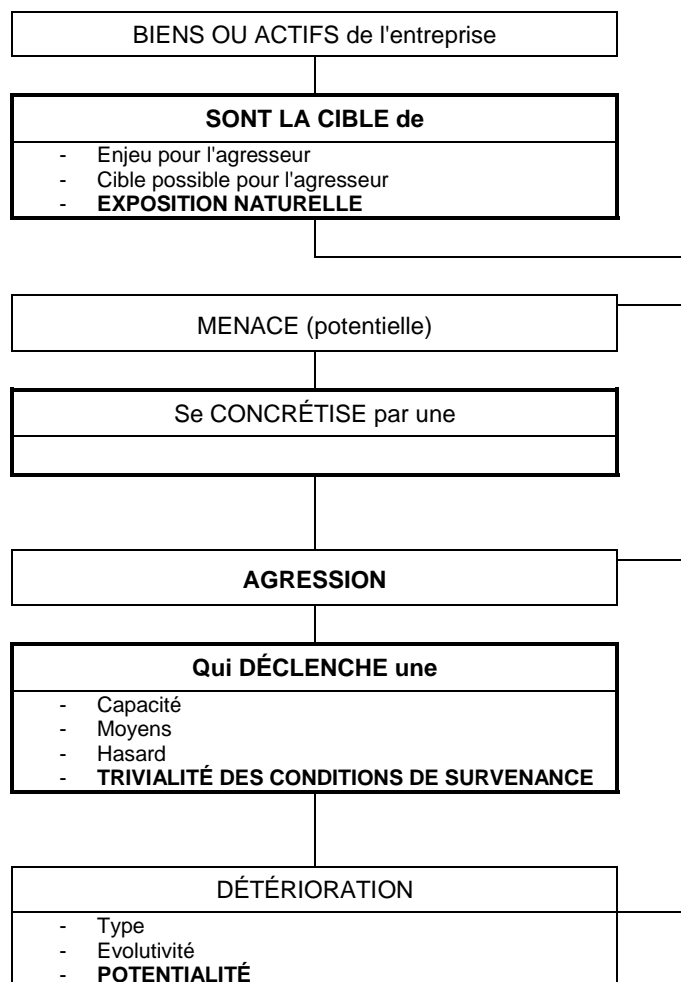 BIENS OU ACTIFS de l'entreprise
SONT LA CIBLE de
- Enjeu pour l'agresseur
- Cible possible pour l'agresseur
- EXPOSITION NATURELLE
MENACE (potentielle)
Se CONCRÉTISE par une
AGRESSION
Qui DÉCLENCHE une
- Capacité
- Moyens
- Hasard
- TRIVIALITÉ DES CONDITIONS DE SURVENANCE
DÉTÉRIORATION
- Type
- Evolutivité
- POTENTIALITÉ